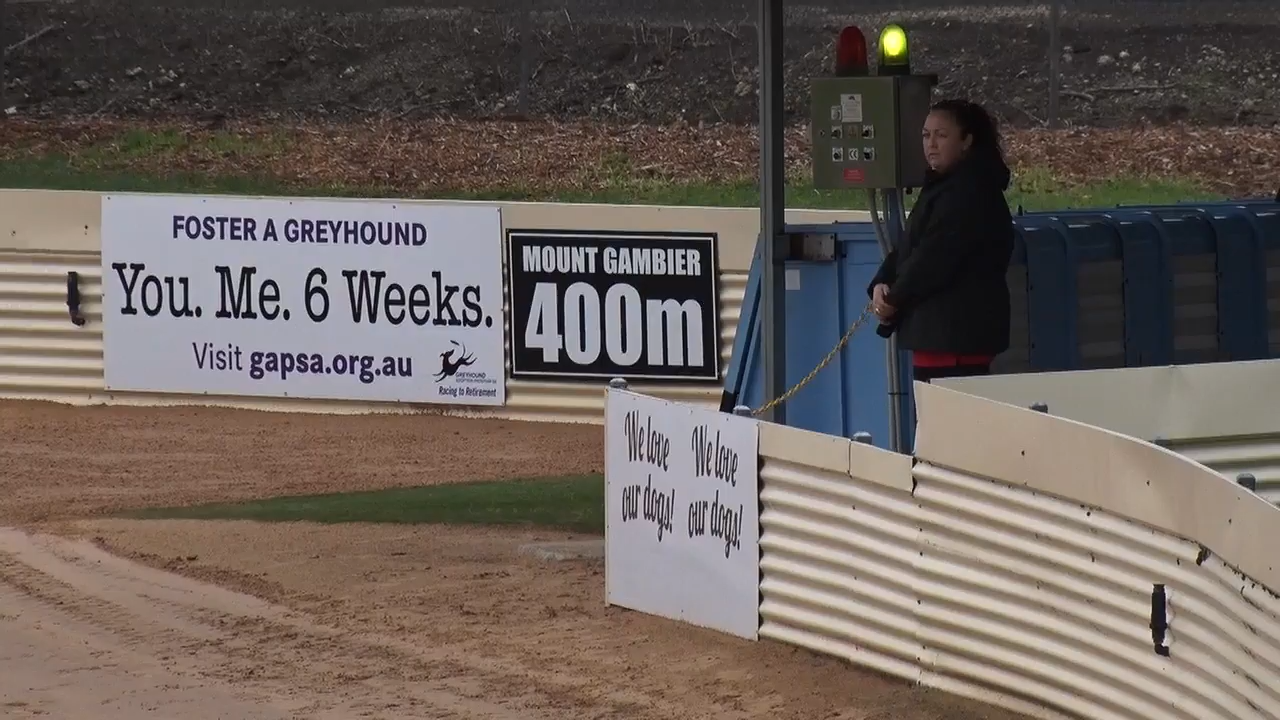 FOSTER A GREYHOUND
You. Me. 6 Weeks.
Visit gapsa.org.au
GREYHOUND
Racing to Retirement
MOUNT GAMBIER
400m
We love
our dogs!
We love
our dogs!